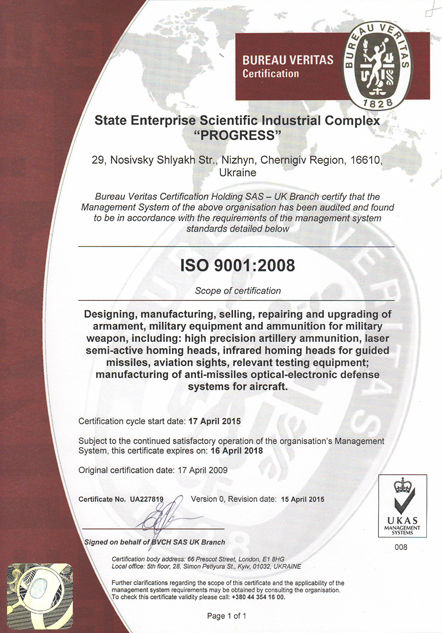 BUREAU VERITAS
Certification
BUREAU VERITAS
1828
State Enterprise Scientific Industrial Complex
“PROGRESS”
29, Nosivsky Shlyakh Str., Nizhyn, Chernigiv Region, 16610,
Ukraine
Bureau Veritas Certification Holding SAS – UK Branch certify that the
Management System of the above organisation has been audited and found
to be in accordance with the requirements of the management system
standards detailed below
ISO 9001:2008
Scope of certification
Designing, manufacturing, selling, repairing and upgrading of
armament, military equipment and ammunition for military
weapon, including: high precision artillery ammunition, laser
semi-active homing heads, infrared homing heads for guided
missiles, aviation sights, relevant testing equipment;
manufacturing of anti-missiles optical-electronic defense
systems for aircraft.
Certification cycle start date: 17 April 2015
Subject to the continued satisfactory operation of the organisation's Management
System, this certificate expires on: 16 April 2018
Original certification date: 17 April 2009
Certificate No. UA227819 Version 0, Revision date: 15 April 2015
Signed on behalf of BVCH SAS UK Branch
UKAS
MANAGEMENT
SYSTEMS
008
Certification body address: 66 Prescot Street, London, E1 8HG
Local office: 5th floor, 28, Simon Petlyura St., Kyiv, 01032, UKRAINE
Further clarifications regarding the scope of this certificate and the applicability of the
management system requirements may be obtained by consulting the organisation.
To check this certificate validity please call: +380 44 354 16 00.
Page 1 of 1